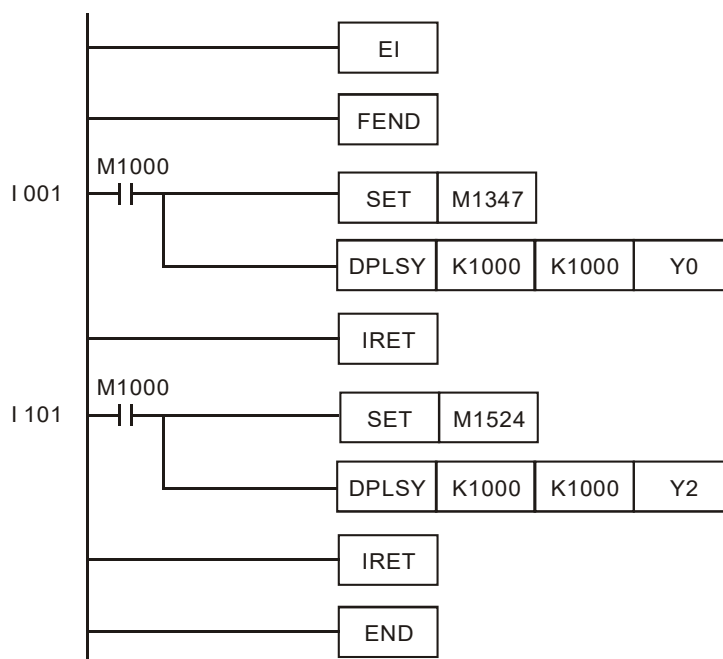 EI
FEND
M1000
I 001
SET M1347
DPLSY K1000 K1000 Y0
IRET
M1000
I 101
SET M1524
DPLSY K1000 K1000 Y2
IRET
END